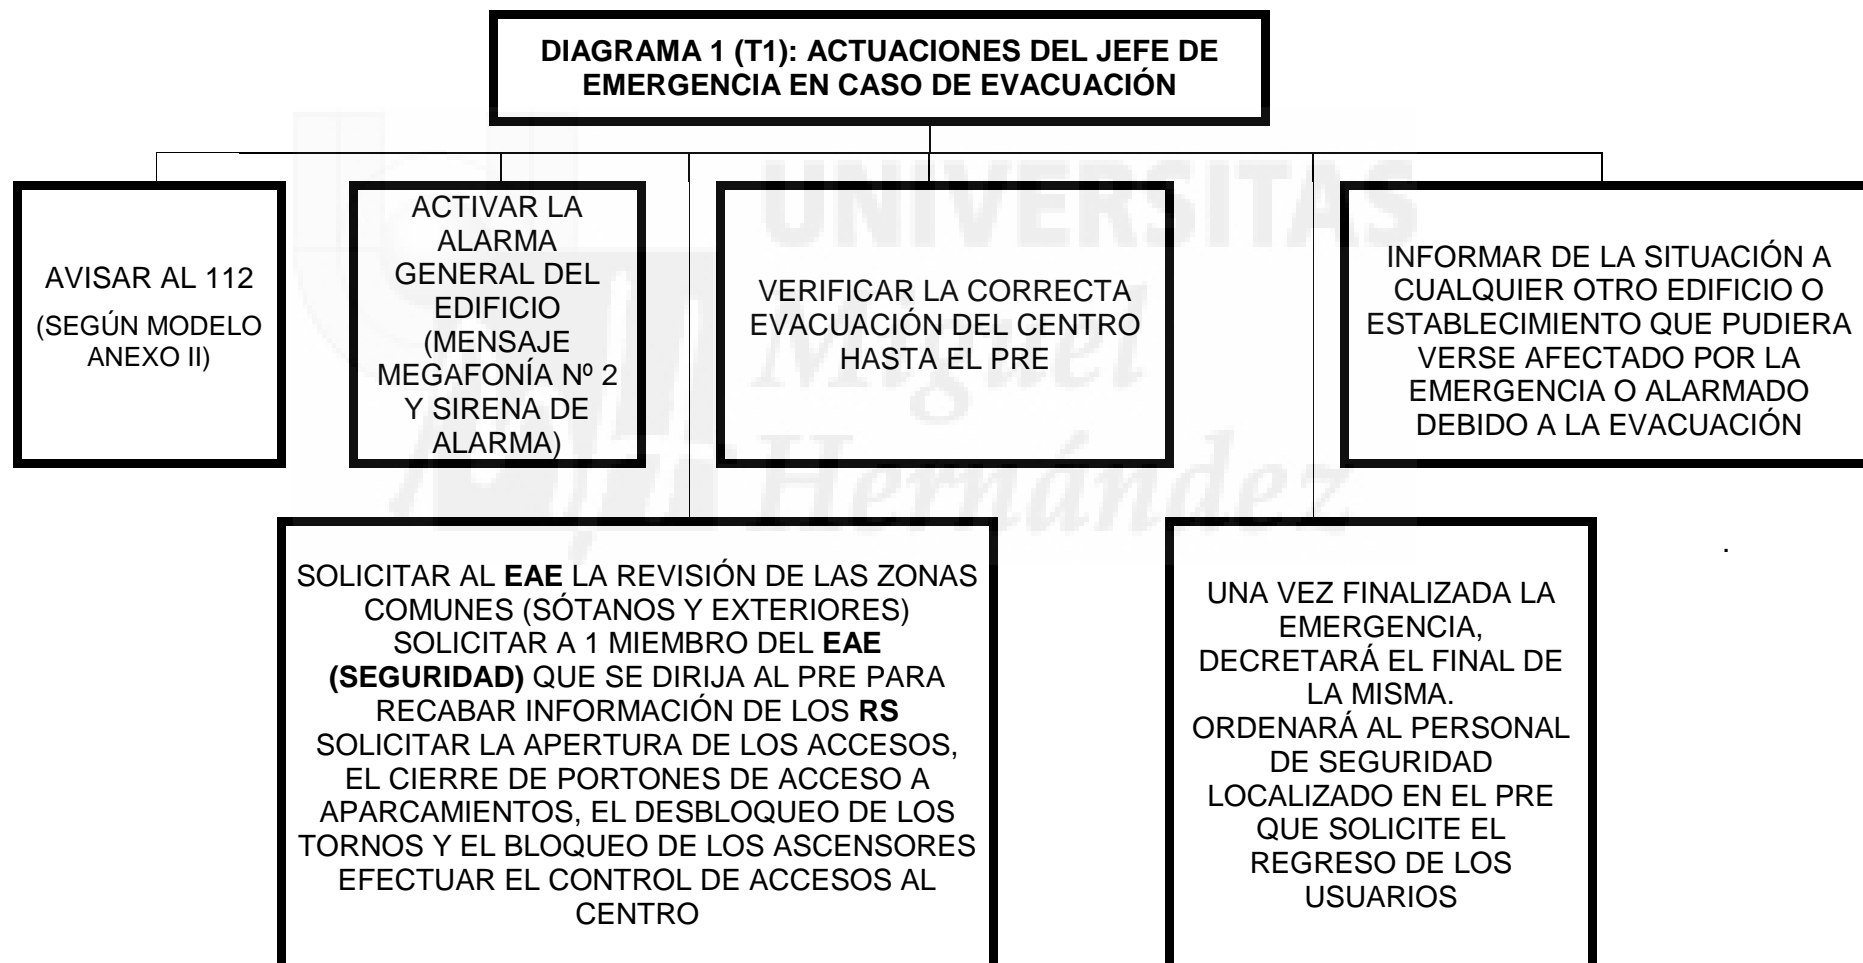 DIAGRAMA 1 (T1): ACTUACIONES DEL JEFE DE
EMERGENCIA EN CASO DE EVACUACIÓN
AVISAR AL 112
(SEGÚN MODELO
ANEXO II)
ACTIVAR LA
ALARMA
GENERAL DEL
EDIFICIO
(MENSAJE
MEGAFONÍA Nº 2
Y SIRENA DE
ALARMA)
VERIFICAR LA CORRECTA
EVACUACIÓN DEL CENTRO
HASTA EL PRE
INFORMAR DE LA SITUACIÓN A
CUALQUIER OTRO EDIFICIO O
ESTABLECIMIENTO QUE PUDIERA
VERSE AFECTADO POR LA
EMERGENCIA O ALARMADO
DEBIDO A LA EVACUACIÓN
SOLICITAR AL EAE LA REVISIÓN DE LAS ZONAS
COMUNES (SÓTANOS Y EXTERIORES)
SOLICITAR A 1 MIEMBRO DEL EAE
(SEGURIDAD) QUE SE DIRIJA AL PRE PARA
RECABAR INFORMACIÓN DE LOS RS
SOLICITAR LA APERTURA DE LOS ACCESOS,
EL CIERRE DE PORTONES DE ACCESO A
APARCAMIENTOS, EL DESBLOQUEO DE LOS
TORNOS Y EL BLOQUEO DE LOS ASCENSORES
EFECTUAR EL CONTROL DE ACCESOS AL
CENTRO
UNA VEZ FINALIZADA LA
EMERGENCIA,
DECRETARÁ EL FINAL DE
LA MISMA.
ORDENARÁ AL PERSONAL
DE SEGURIDAD
LOCALIZADO EN EL PRE
QUE SOLICITE EL
REGRESO DE LOS
USUARIOS
.
UNIVERSITAS
Miguel
Hernández